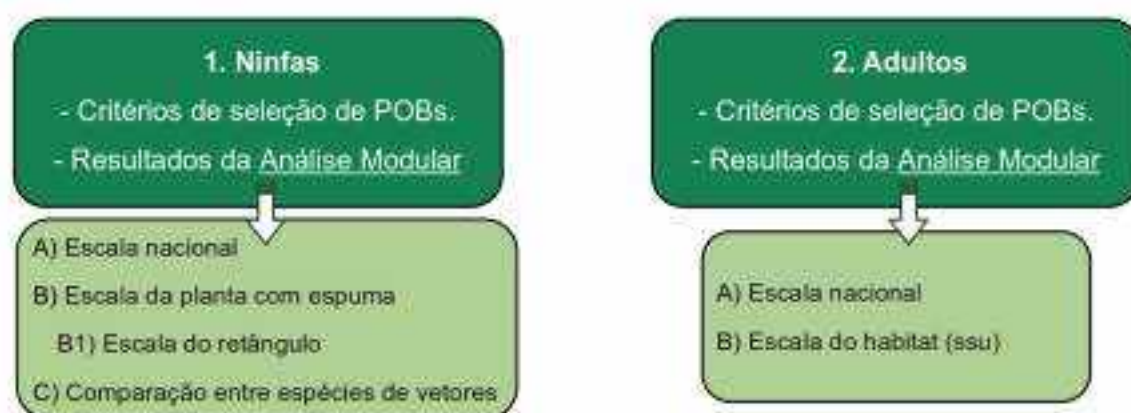 1. Ninfas
- Critérios de seleção de POBs.
- Resultados da Análise Modular
A) Escala nacional
B) Escala da planta com espuma
B1) Escala do retângulo
C) Comparação entre espécies de vetores
2. Adultos
- Critérios de seleção de POBs.
- Resultados da Análise Modular
A) Escala nacional
B) Escala do habitat (ssu)